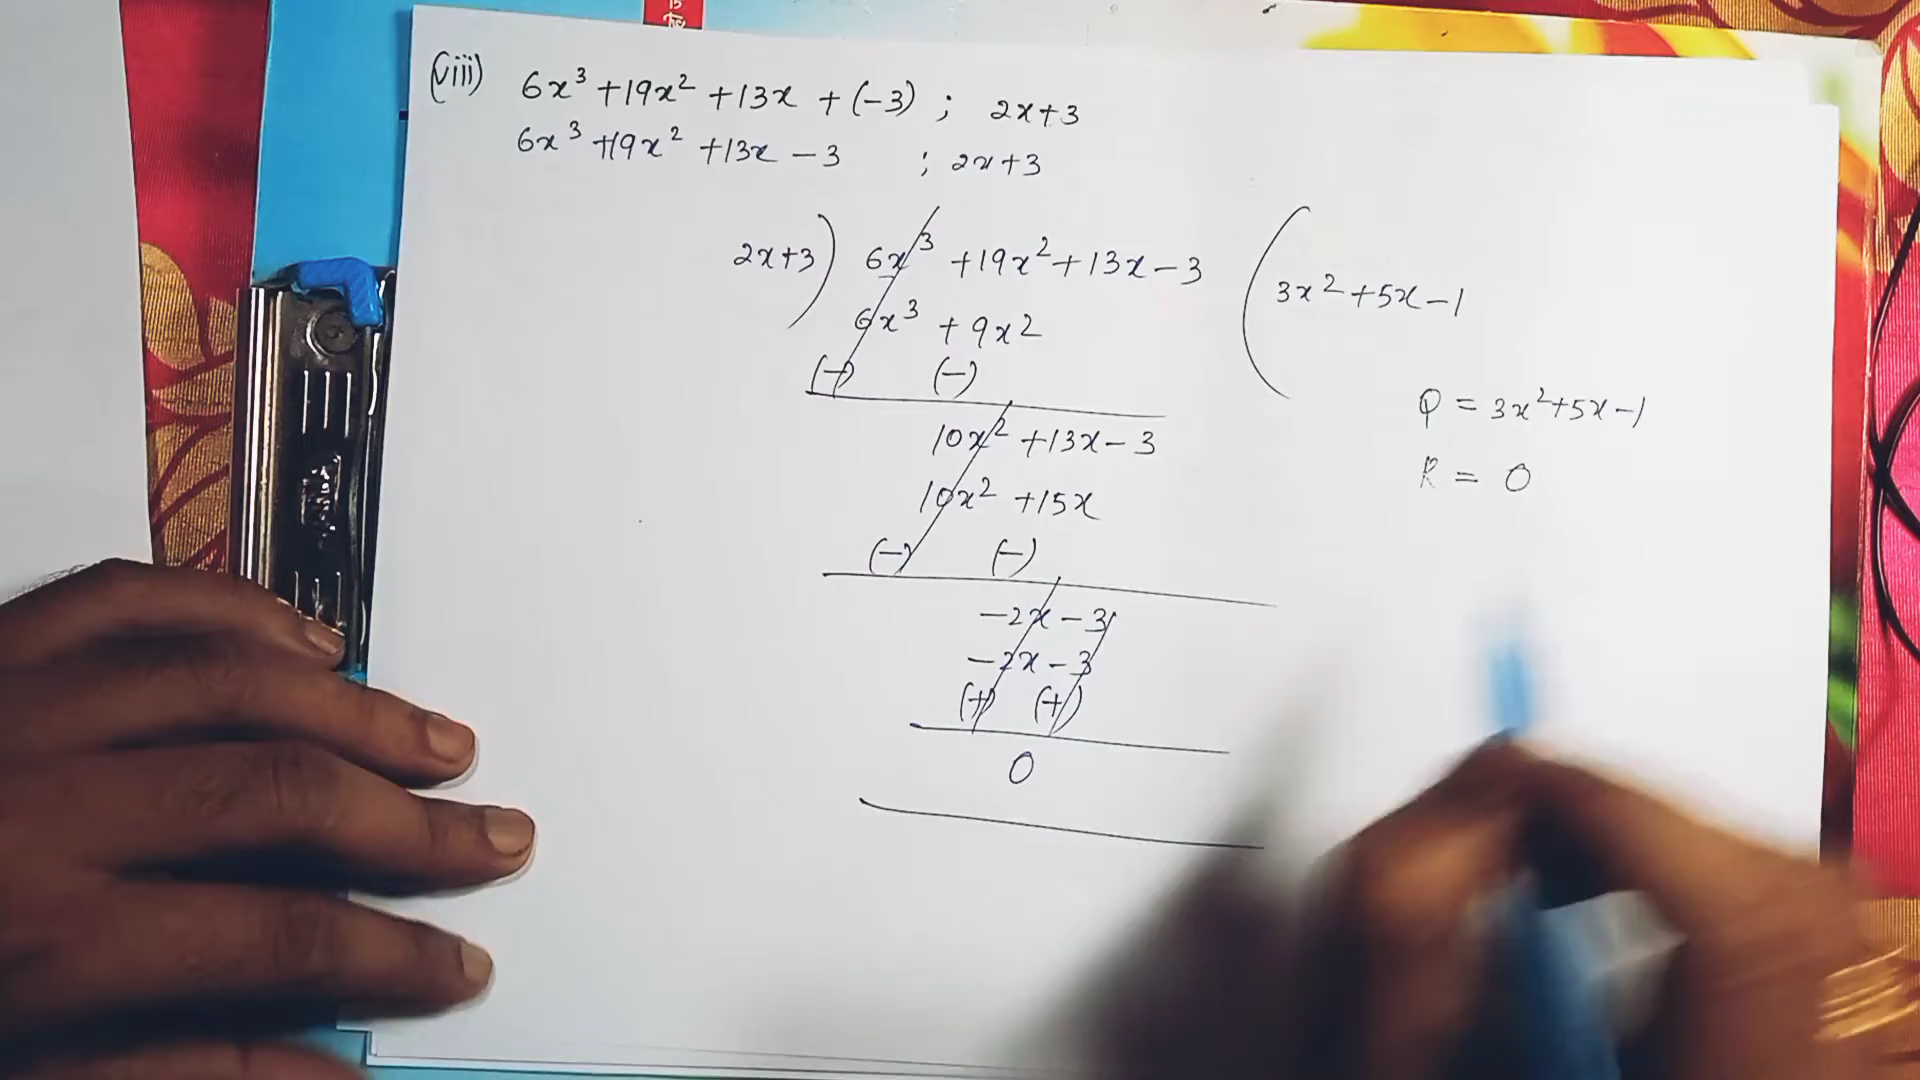 (viii) 6x³ +19x² +13x + (-3) ; 2x+3
6x³ +19x² +13x - 3 ; 2x+3
2x+3) 6x³ +19x² +13x - 3 ( 3x² +5x -1
6x³ + 9x2
(-) (-)
10x² +13x - 3
10x² +15x
(-) (-)
-2x - 3
-2x - 3
(+) (+)
0
Q = 3x² +5x -1
R = 0